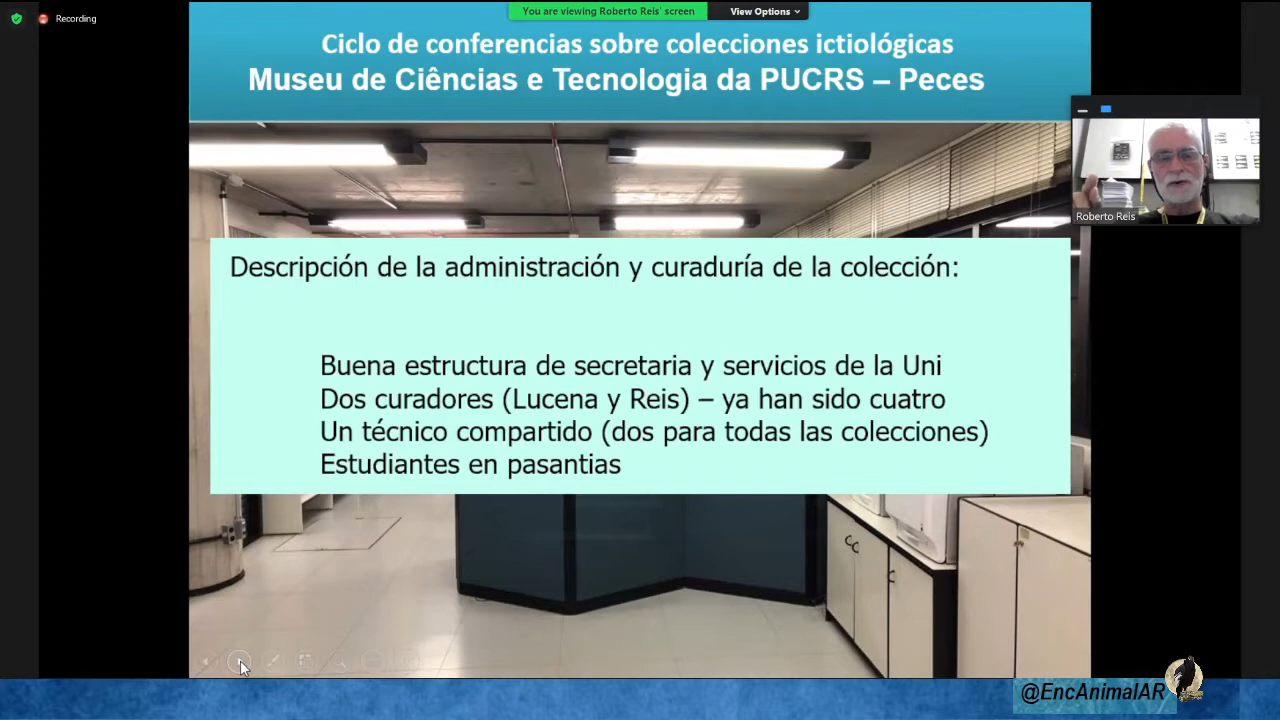 Recording
You are viewing Roberto Reis' screen
View Options
Ciclo de conferencias sobre colecciones ictiológicas
Museu de Ciências e Tecnologia da PUCRS – Peces
Roberto Reis
Descripción de la administración y curaduría de la colección:
Buena estructura de secretaria y servicios de la Uni
Dos curadores (Lucena y Reis) – ya han sido cuatro
Un técnico compartido (dos para todas las colecciones)
Estudiantes en pasantias
@EncAnimalAR